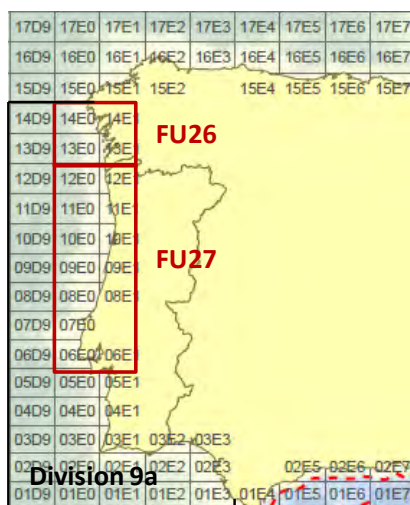 17D9 17E0 17E1 17E2 17E3 17E4 17E5 17E6 17E7
16D9 16E0 16E1 16E2 16E3 16E4 16E5 16E6 16E7
15D9 15E0 15E1 15E2 15E4 15E5 15E6 15E7
14D9 14E0 14E1
FU26
13D9 13E0 13E1
12D9 12E0 12E1
11D9 11E0 11E1
10D9 10E0 10E1
FU27
09D9 09E0 09E1
08D9 08E0 08E1
07D9 07E0
06D9 06E0 06E1
05D9 05E0 05E1
04D9 04E0 04E1
03D9 03E0 03E1 03E2 03E3
02D9 02E0 02E1 02E2 02E3 02E5 02E6 02E7
Division 9a
01D9 01E0 01E1 01E2 01E3 01E4 01E5 01E6 01E7